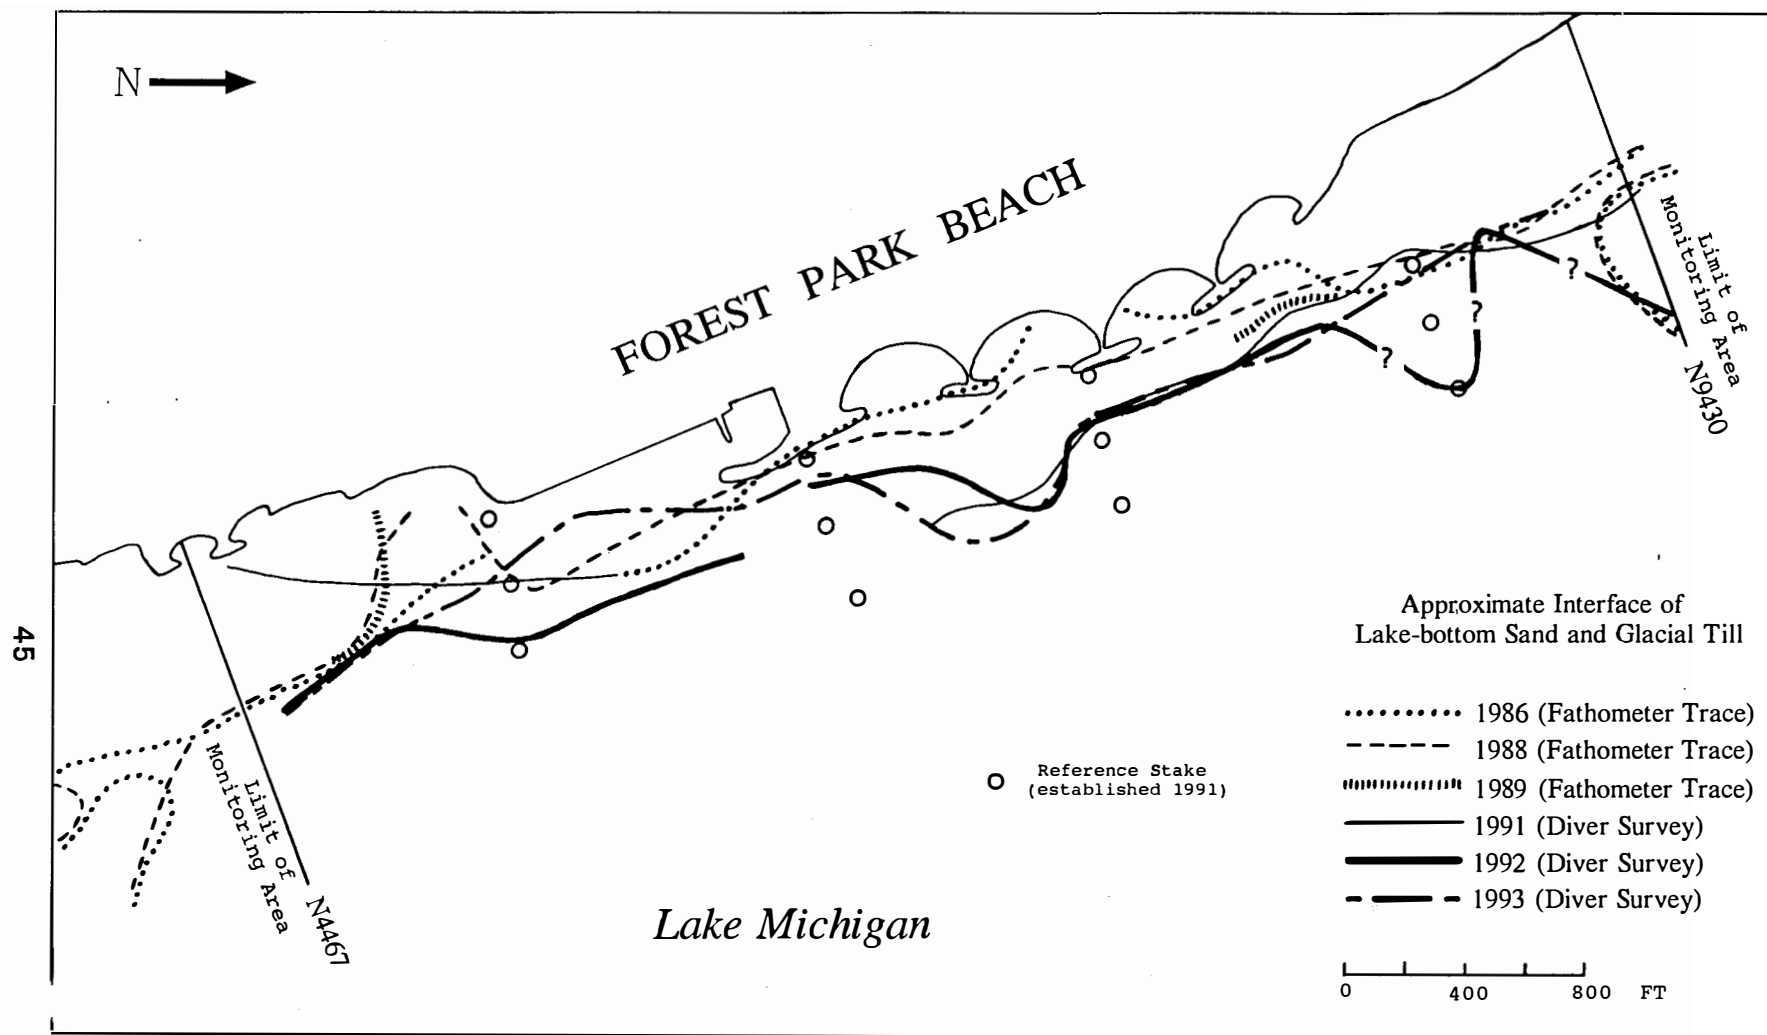 N
FOREST PARK BEACH
Limit of
Monitoring Area
N9430
?
?
?
45
Approximate Interface of
Lake-bottom Sand and Glacial Till
1986 (Fathometer Trace)
1988 (Fathometer Trace)
1989 (Fathometer Trace)
1991 (Diver Survey)
1992 (Diver Survey)
1993 (Diver Survey)
Reference Stake
(established 1991)
Limit of
Monitoring Area
N4467
Lake Michigan
0 400 800 FT